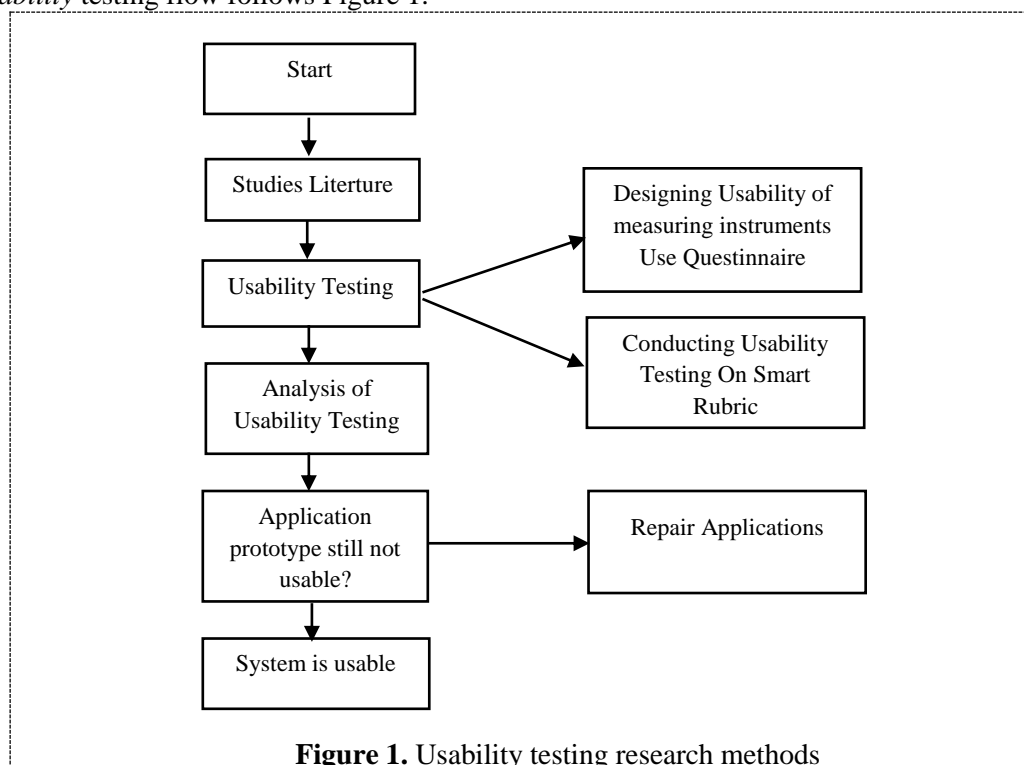 ability testing flow follows Figure 1.
Start
Studies Literture
Usability Testing
Designing Usability of
measuring instruments
Use Questinnaire
Conducting Usability
Testing On Smart
Rubric
Analysis of
Usability Testing
Application
prototype still not
usable?
Repair Applications
System is usable
Figure 1. Usability testing research methods